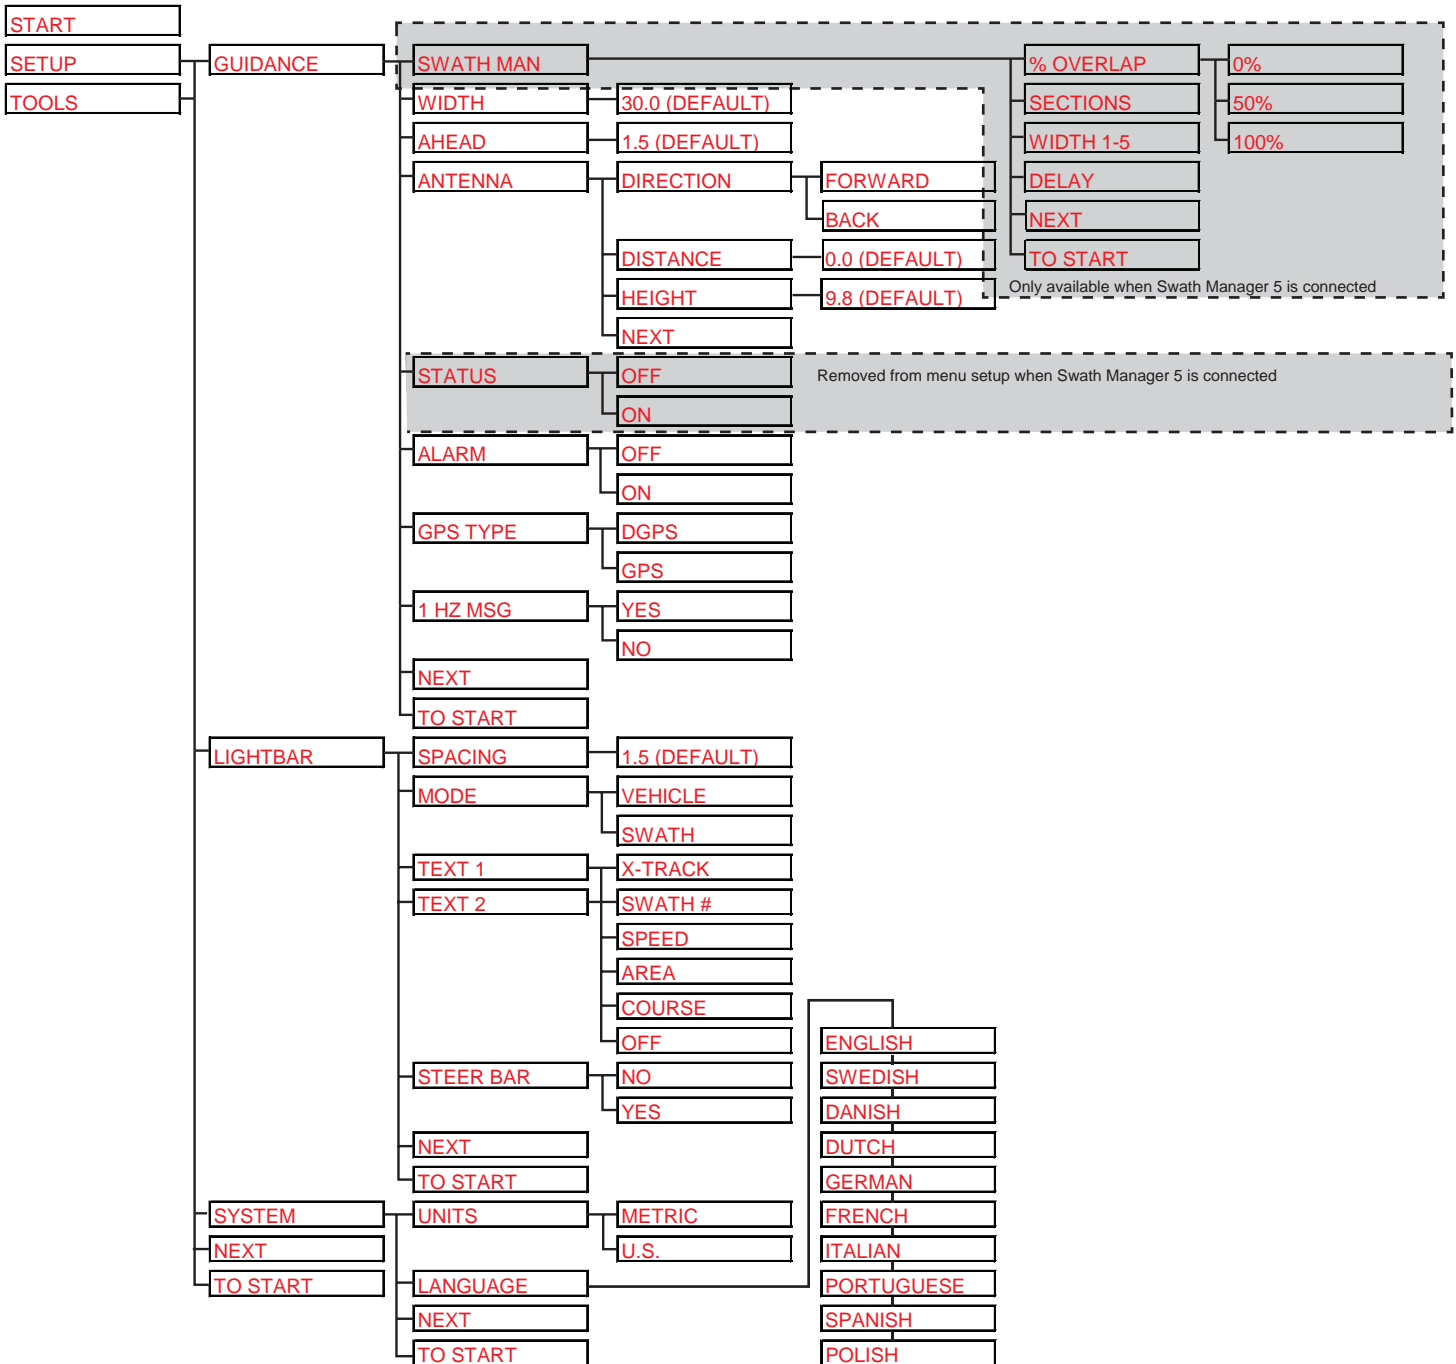 START
SETUP GUIDANCE SWATH MAN % OVERLAP 0%
TOOLS WIDTH 30.0 (DEFAULT) SECTIONS 50%
AHEAD 1.5 (DEFAULT) WIDTH 1-5 100%
ANTENNA DIRECTION FORWARD DELAY
BACK NEXT
DISTANCE 0.0 (DEFAULT) TO START
Only available when Swath Manager 5 is connected
HEIGHT 9.8 (DEFAULT)
NEXT
STATUS OFF Removed from menu setup when Swath Manager 5 is connected
ON
ALARM OFF
ON
GPS TYPE DGPS
GPS
1 HZ MSG YES
NO
NEXT
TO START
LIGHTBAR SPACING 1.5 (DEFAULT)
MODE VEHICLE
SWATH
TEXT 1 X-TRACK
TEXT 2 SWATH #
SPEED
AREA
COURSE
OFF ENGLISH
STEER BAR NO SWEDISH
YES DANISH
NEXT DUTCH
TO START GERMAN
SYSTEM UNITS METRIC FRENCH
NEXT U.S. ITALIAN
TO START LANGUAGE PORTUGUESE
NEXT SPANISH
TO START POLISH